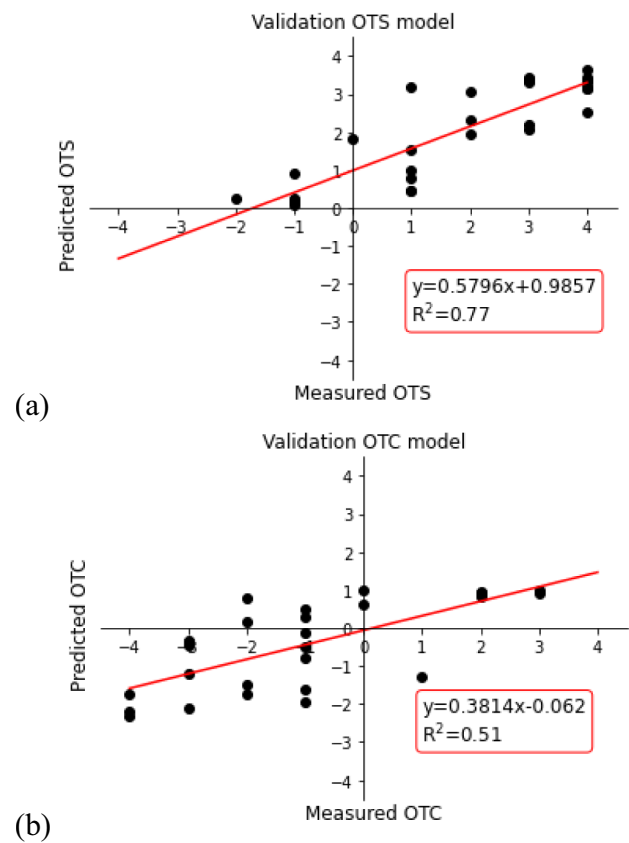 Validation OTS model
4
3
2
1
0
−4 −3 −2 −1 0 1 2 3 4
−1
−2
−3
−4
Predicted OTS
y=0.5796x+0.9857
R²=0.77
Measured OTS
(a)
Validation OTC model
4
3
2
1
0
−4 −3 −2 −1 0 1 2 3 4
−1
−2
−3
−4
Predicted OTC
y=0.3814x-0.062
R²=0.51
Measured OTC
(b)